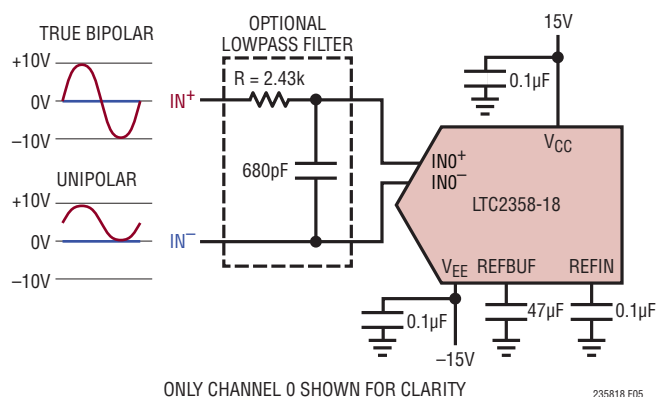 TRUE BIPOLAR
+10V
0V
–10V
UNIPOLAR
+10V
0V
–10V
OPTIONAL
LOWPASS FILTER
R = 2.43k
IN+
680pF
IN–
15V
0.1µF
VCC
IN0+
IN0–
LTC2358-18
VEE
REFBUF
REFIN
0.1µF
47µF
0.1µF
–15V
ONLY CHANNEL 0 SHOWN FOR CLARITY
235818 F05